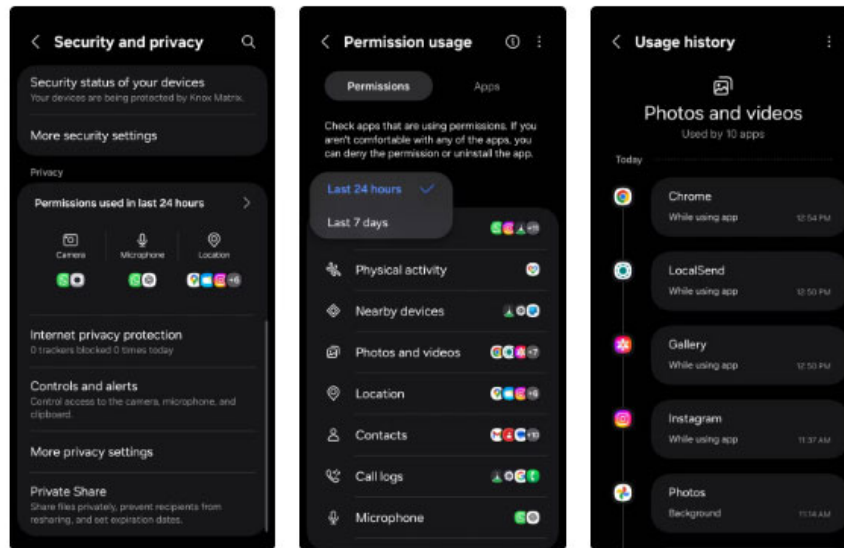 Security and privacy
Security status of your devices
Your devices are being protected by Knox Matrix.
More security settings
Privacy
Permissions used in last 24 hours
Camera
Microphone
Location
+6
Internet privacy protection
0 trackers blocked 0 times today
Controls and alerts
Control access to the camera, microphone, and
clipboard.
More privacy settings
Private Share
Share files privately, prevent recipients from
resharing, and set expiration dates.
Permission usage
Permissions
Apps
Check apps that are using permissions. If you
aren't comfortable with any of the apps, you
can deny the permission or uninstall the app.
Last 24 hours
Last 7 days
Physical activity
Nearby devices
Photos and videos
+7
Location
Contacts
+10
Call logs
Microphone
Usage history
Photos and videos
Used by 10 apps
Today
Chrome
While using app
12:54 PM
LocalSend
While using app
12:50 PM
Gallery
While using app
12:50 PM
Instagram
While using app
11:37 AM
Photos
Background
11:14 AM